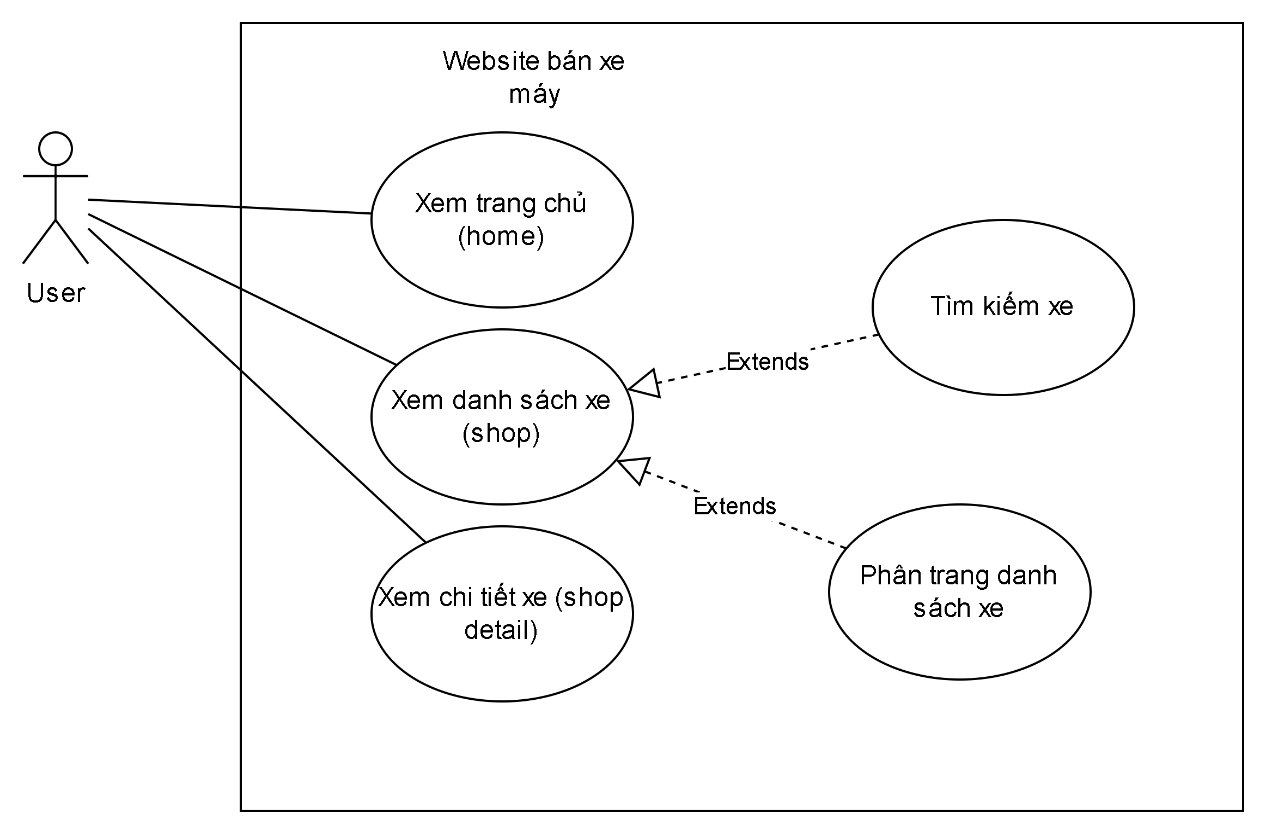 Website bán xe
máy
Xem trang chủ
(home)
User
Tìm kiếm xe
Extends
Xem danh sách xe
(shop)
Extends
Phân trang danh
sách xe
Xem chi tiết xe (shop
detail)